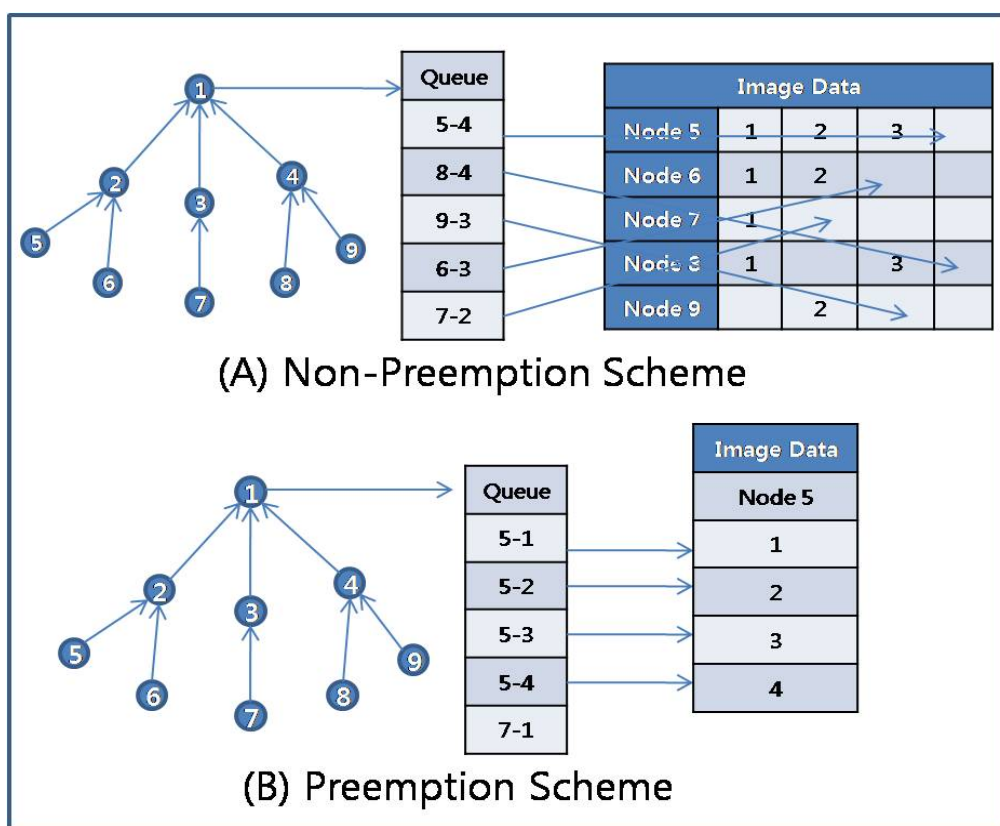 1
2
3
4
5
6
7
8
9
Queue
5-4
8-4
9-3
6-3
7-2
Image Data
Node 5 1 2 3
Node 6 1 2
Node 7 1
Node 8 1 3
Node 9 2
(A) Non-Preemption Scheme
1
2
3
4
5
6
7
8
9
Queue
5-1
5-2
5-3
5-4
7-1
Image Data
Node 5
1
2
3
4
(B) Preemption Scheme